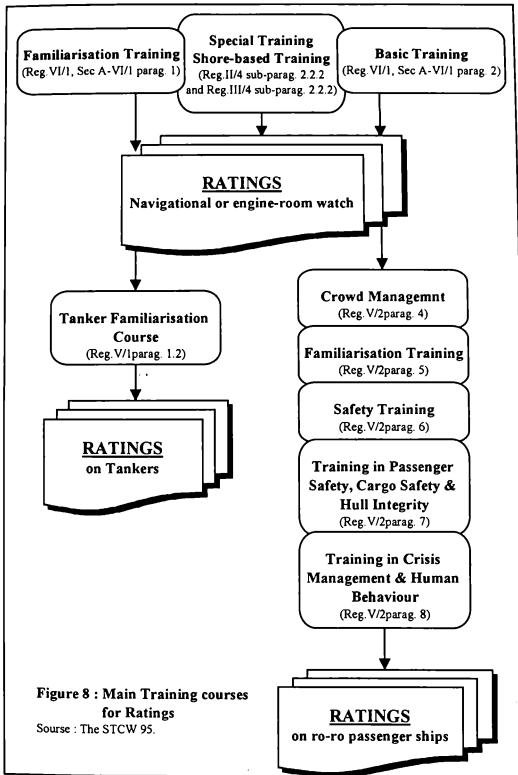 Familiarisation Training
(Reg.VI/1, Sec A-VI/1 parag. 1)
Special Training
Shore-based Training
(Reg.II/4 sub-parag. 2.2.2
and Reg.III/4 sub-parag. 2.2.2)
Basic Training
(Reg.VI/1, Sec A-VI/1 parag. 2)
RATINGS
Navigational or engine-room watch
Tanker Familiarisation
Course
(Reg.V/1parag. 1.2)
RATINGS
on Tankers
Crowd Managemnt
(Reg.V/2parag. 4)
Familiarisation Training
(Reg.V/2parag. 5)
Safety Training
(Reg.V/2parag. 6)
Training in Passenger
Safety, Cargo Safety &
Hull Integrity
(Reg.V/2parag. 7)
Training in Crisis
Management & Human
Behaviour
(Reg.V/2parag. 8)
RATINGS
on ro-ro passenger ships
Figure 8 : Main Training courses
for Ratings
Sourse : The STCW 95.